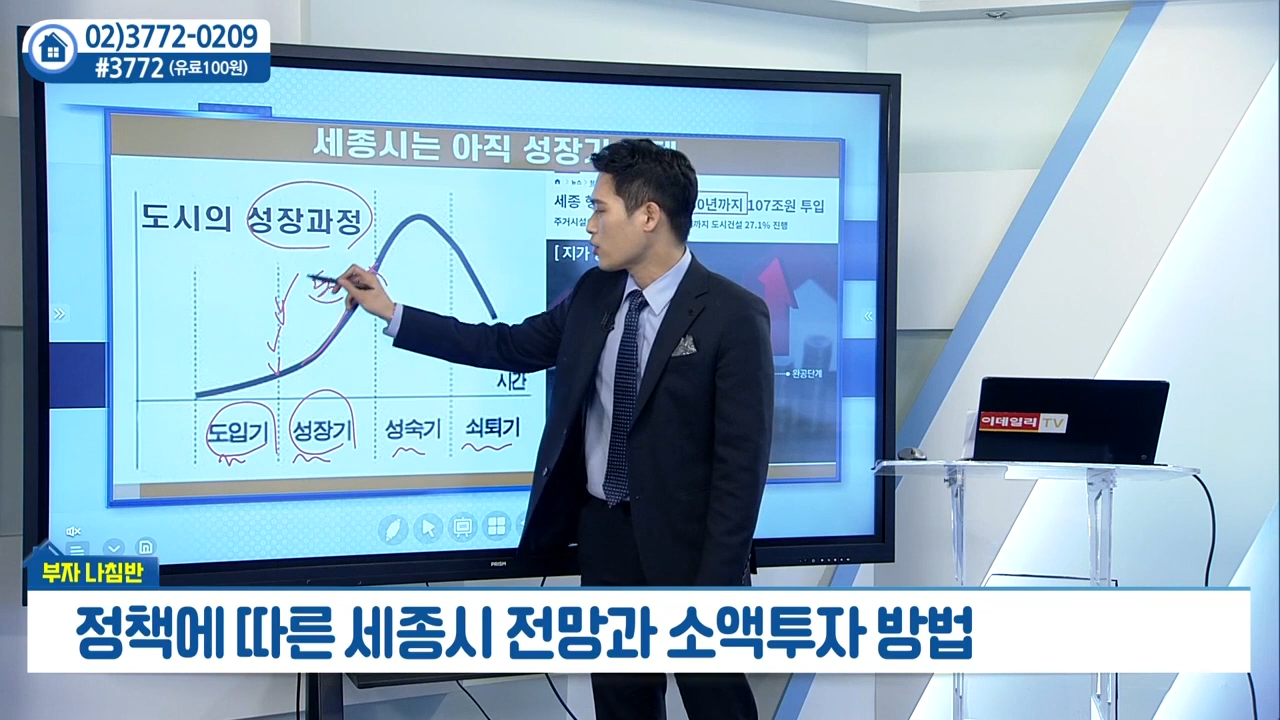 02)3772-0209
#3772 (유료100원)
세종시는 아직 성장기
도시의 성장과정
시간
도입기 성장기 성숙기 쇠퇴기
뉴스
세종 0년까지 107조원 투입
주거시설 까지 도시건설 27.1% 진행
[ 지가
완공단계
이데일리 TV
PRISM
부자 나침반
정책에 따른 세종시 전망과 소액투자 방법